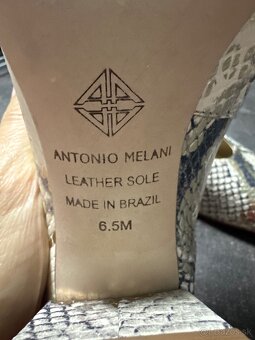 ANTONIO MELANI
LEATHER SOLE
MADE IN BRAZIL
6.5M